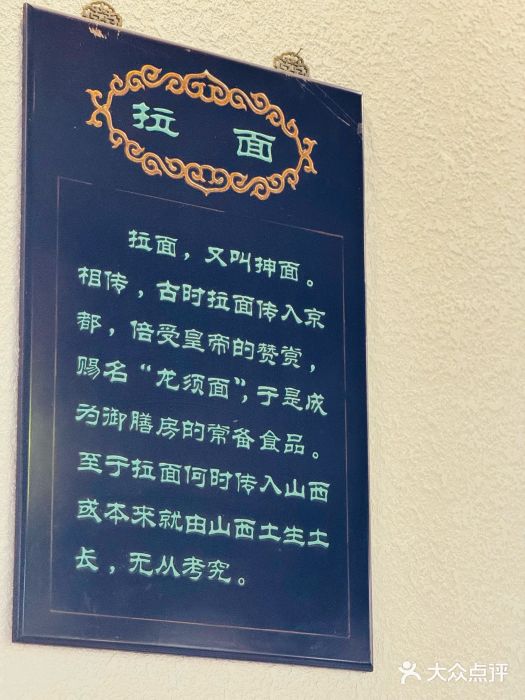 拉面
拉面，又叫抻面。
相传，古时拉面传入京
都，倍受皇帝的赞赏，
赐名“龙须面”，于是成
为御膳房的常备食品。
至于拉面何时传入山西
或本来就由山西土生土
长，无从考究。
大众点评